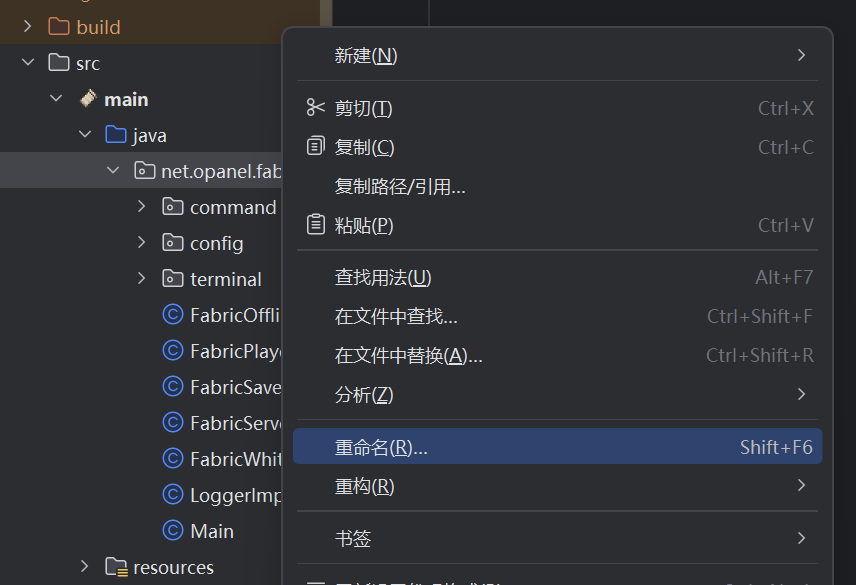 build
src
main
java
net.opanel.fab
command
config
terminal
FabricOffli
FabricPlay
FabricSave
FabricServ
FabricWhit
LoggerImp
Main
resources
新建(N)
剪切(T) Ctrl+X
复制(C) Ctrl+C
复制路径/引用...
粘贴(P) Ctrl+V
查找用法(U) Alt+F7
在文件中查找... Ctrl+Shift+F
在文件中替换(A)... Ctrl+Shift+R
分析(Z)
重命名(R)... Shift+F6
重构(R)
书签